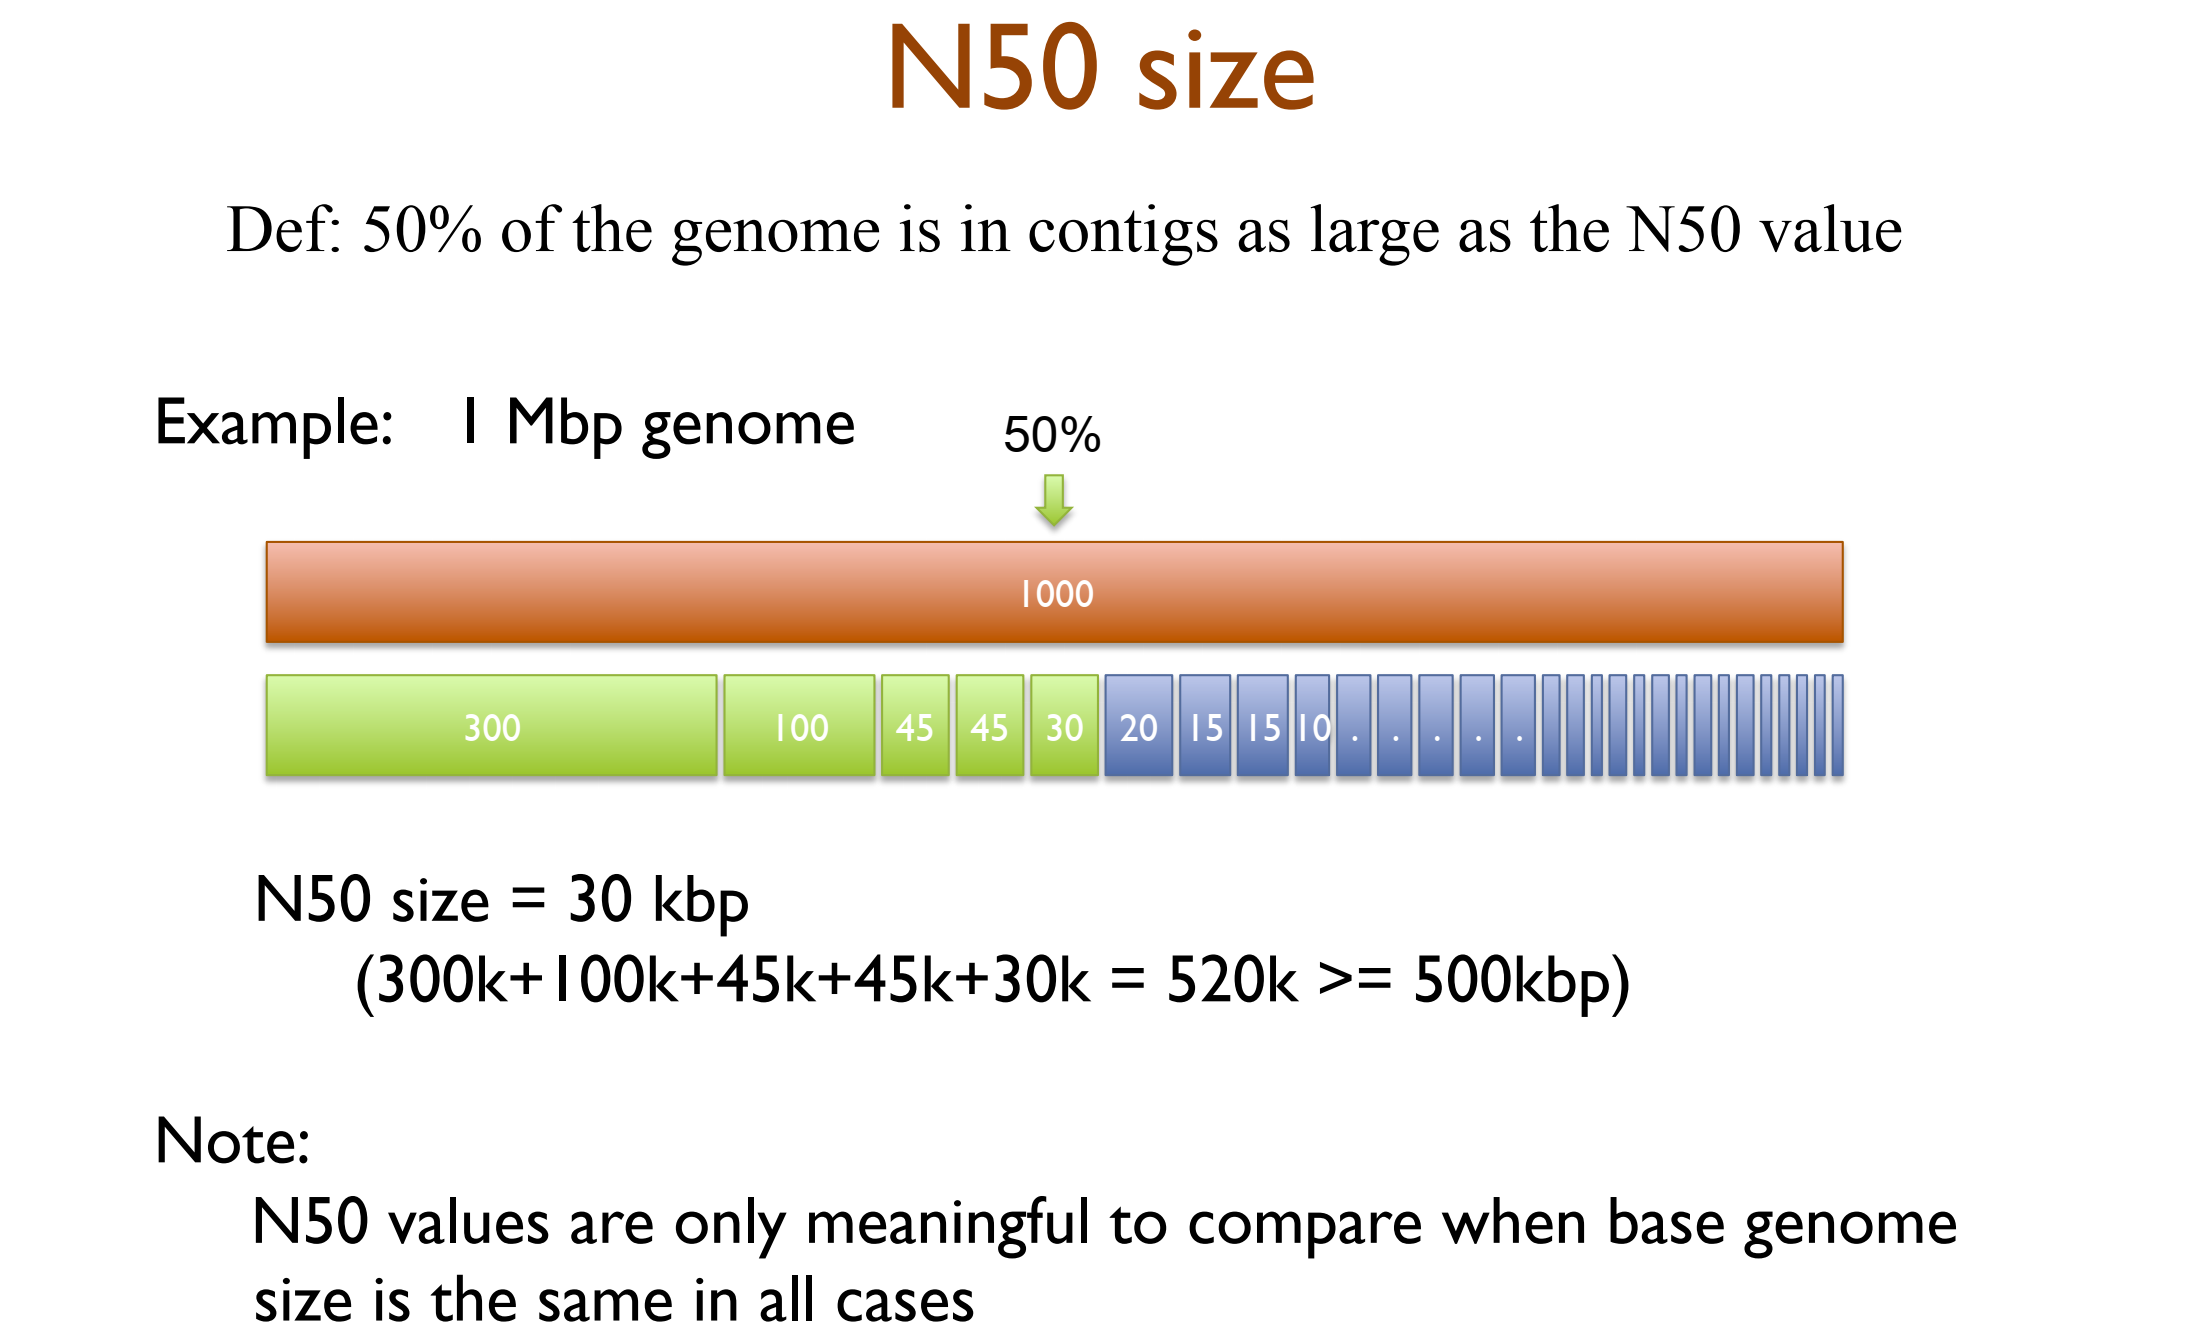 N50 size
Def: 50% of the genome is in contigs as large as the N50 value
Example: 1 Mbp genome
50%
1000
300 100 45 45 30 20 15 15 10 . . . . .
N50 size = 30 kbp
(300k+100k+45k+45k+30k = 520k >= 500kbp)
Note:
N50 values are only meaningful to compare when base genome
size is the same in all cases